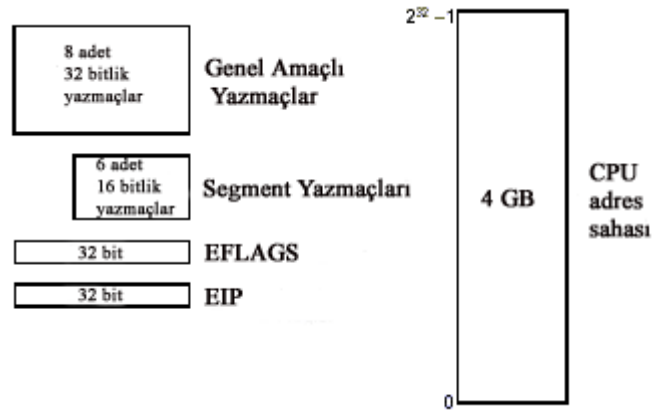 8 adet
32 bitlik
yazmaçlar
Genel Amaçlı
Yazmaçlar
6 adet
16 bitlik
yazmaçlar
Segment Yazmaçları
32 bit
EFLAGS
32 bit
EIP
2³² –1
4 GB
0
CPU
adres
sahası